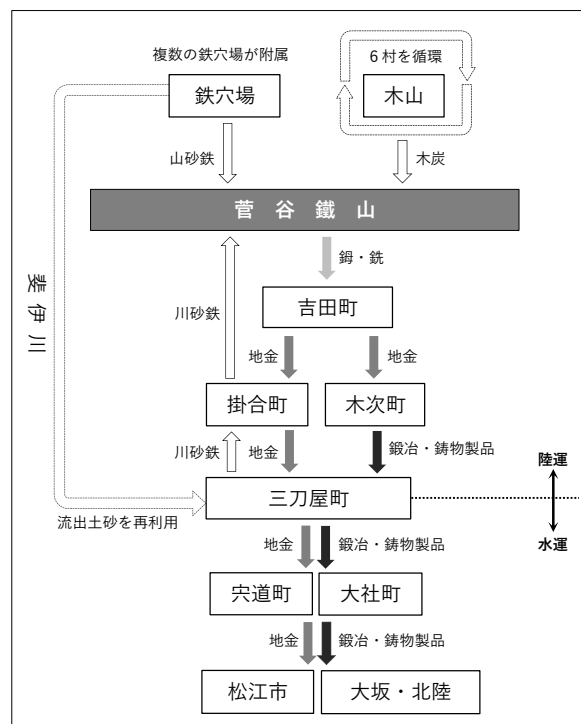 複数の鉄穴場が附属
鉄穴場
6村を循環
木山
山砂鉄
木炭
菅谷鐵山
鉧・銑
斐伊川
川砂鉄
吉田町
地金
地金
掛合町
木次町
川砂鉄
地金
鍛冶・鋳物製品
陸運
三刀屋町
流出土砂を再利用
水運
地金
鍛冶・鋳物製品
宍道町
大社町
地金
鍛冶・鋳物製品
松江市
大坂・北陸